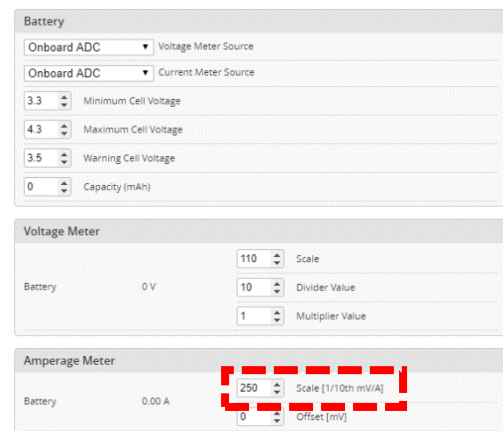 Battery
Onboard ADC Voltage Meter Source
Onboard ADC Current Meter Source
3.3 Minimum Cell Voltage
4.3 Maximum Cell Voltage
3.5 Warning Cell Voltage
0 Capacity (mAh)
Voltage Meter
110 Scale
Battery 0 V 10 Divider Value
1 Multiplier Value
Amperage Meter
250 Scale [1/10th mV/A]
Battery 0.00 A
0 Offset [mV]